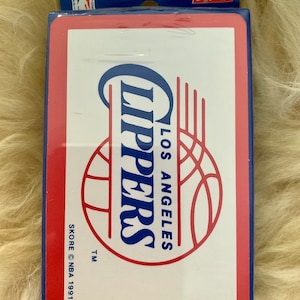 LOS ANGELES
CLIPPERS
TM
SKORE © NBA 1991